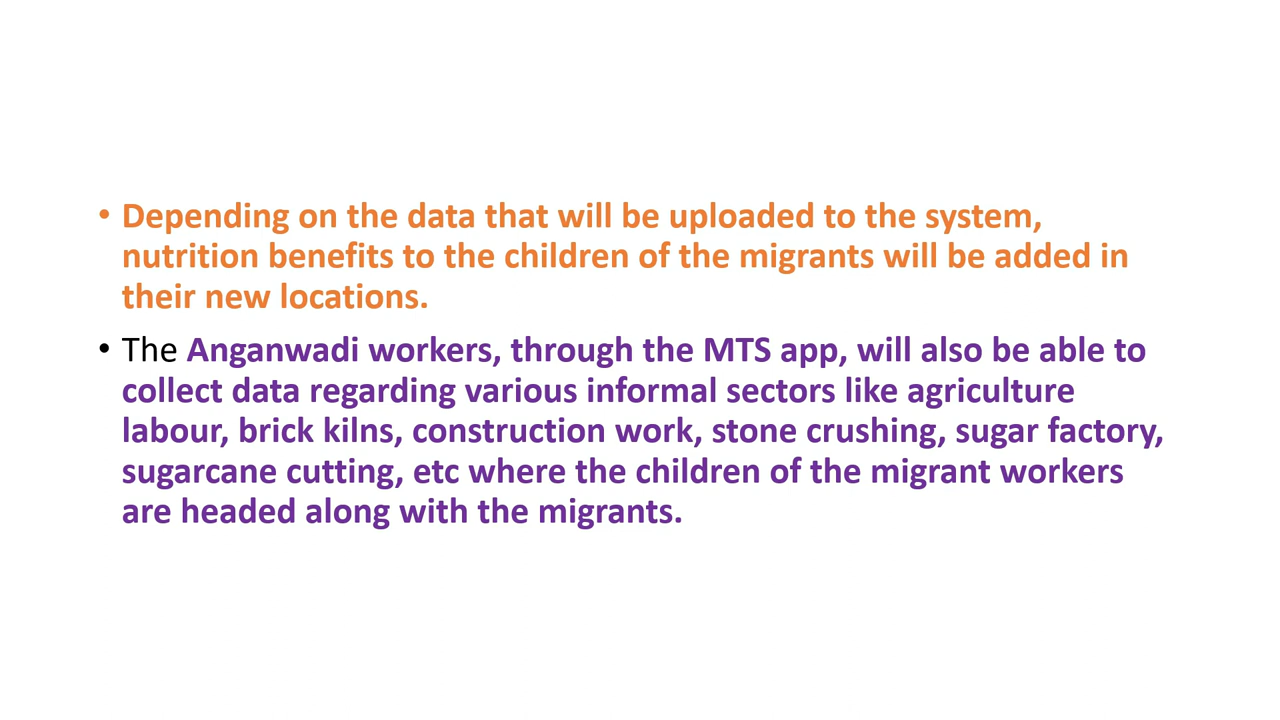 • Depending on the data that will be uploaded to the system,
nutrition benefits to the children of the migrants will be added in
their new locations.
• The Anganwadi workers, through the MTS app, will also be able to
collect data regarding various informal sectors like agriculture
labour, brick kilns, construction work, stone crushing, sugar factory,
sugarcane cutting, etc where the children of the migrant workers
are headed along with the migrants.